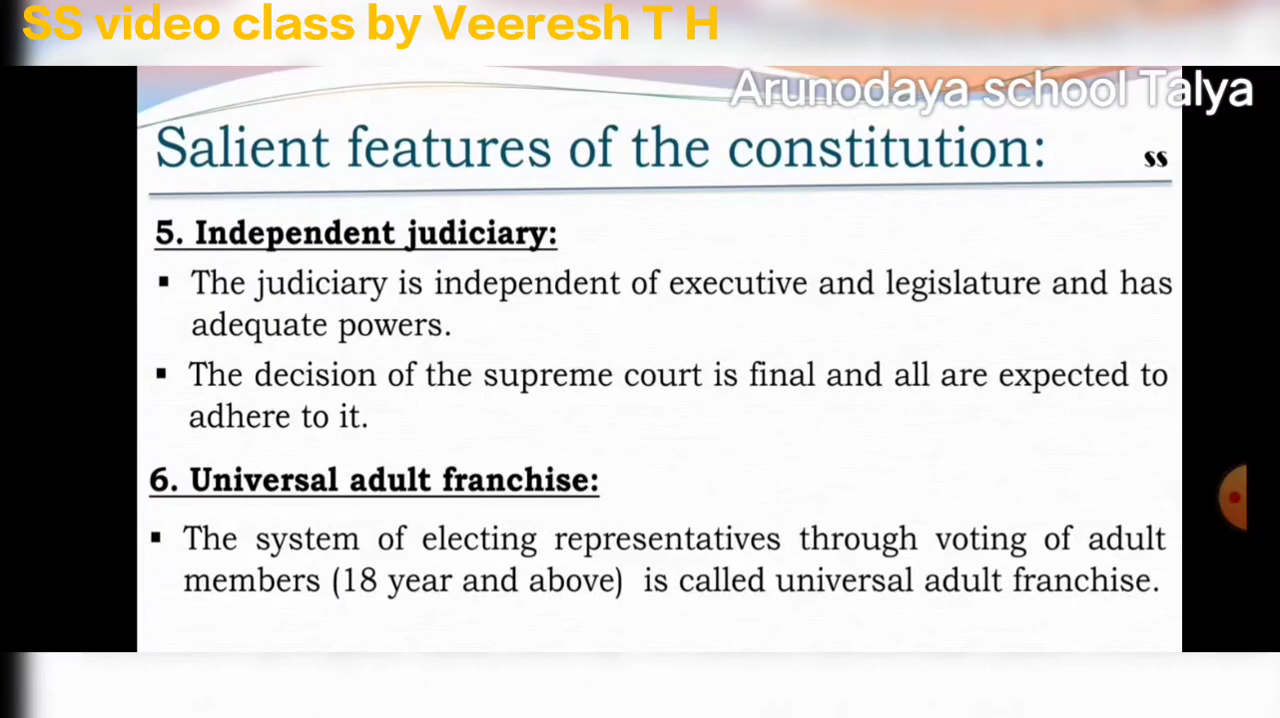 SS video class by Veeresh T H
Arunodaya school Talya
Salient features of the constitution:
SS
5. Independent judiciary:
▪ The judiciary is independent of executive and legislature and has
adequate powers.
▪ The decision of the supreme court is final and all are expected to
adhere to it.
6. Universal adult franchise:
▪ The system of electing representatives through voting of adult
members (18 year and above) is called universal adult franchise.